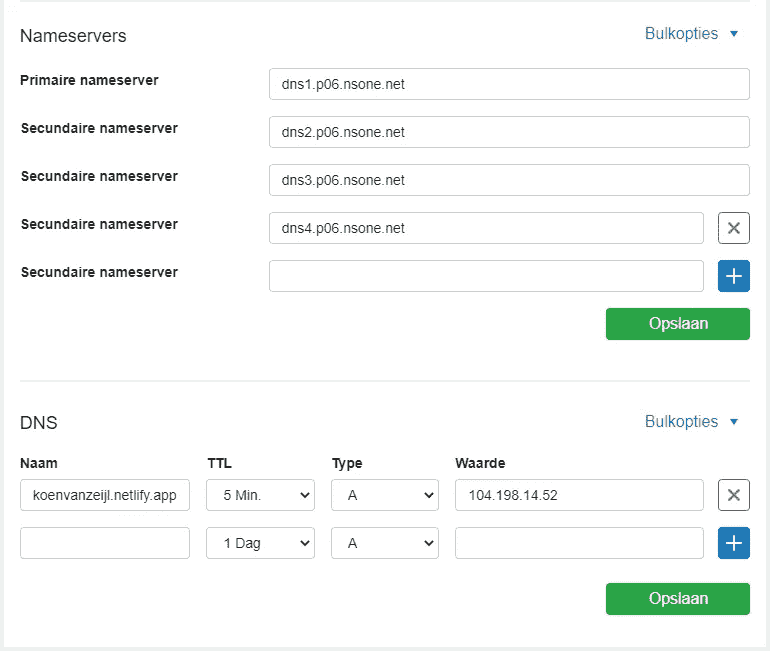 Nameservers
Bulkopties
Primaire nameserver
dns1.p06.nsone.net
Secundaire nameserver
dns2.p06.nsone.net
Secundaire nameserver
dns3.p06.nsone.net
Secundaire nameserver
dns4.p06.nsone.net
Secundaire nameserver
Opslaan
DNS
Bulkopties
Naam TTL Type Waarde
koenvanzeijl.netlify.app 5 Min. A 104.198.14.52
1 Dag A
Opslaan